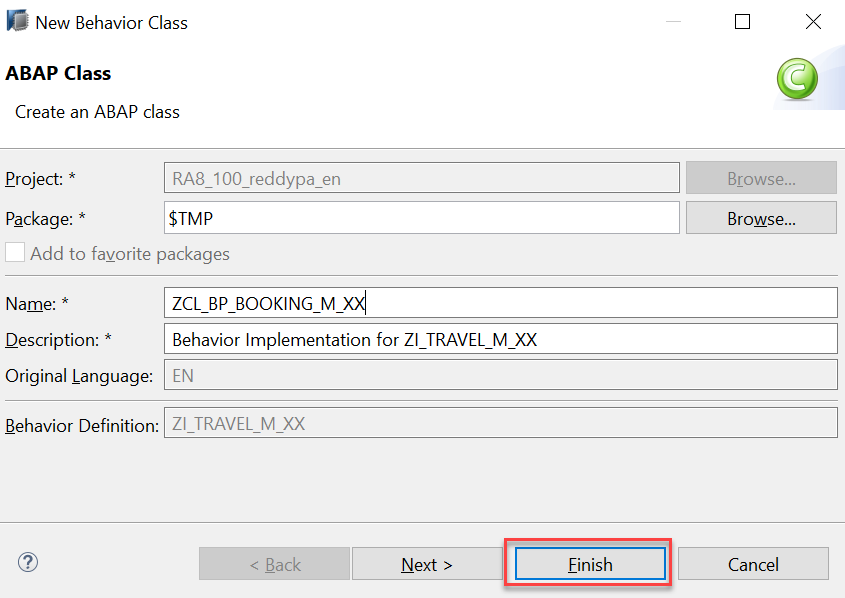 New Behavior Class
ABAP Class
Create an ABAP class
C
Project: * RA8_100_reddypa_en Browse...
Package: * $TMP Browse...
Add to favorite packages
Name: * ZCL_BP_BOOKING_M_XX
Description: * Behavior Implementation for ZI_TRAVEL_M_XX
Original Language: EN
Behavior Definition: ZI_TRAVEL_M_XX
? < Back Next > Finish Cancel